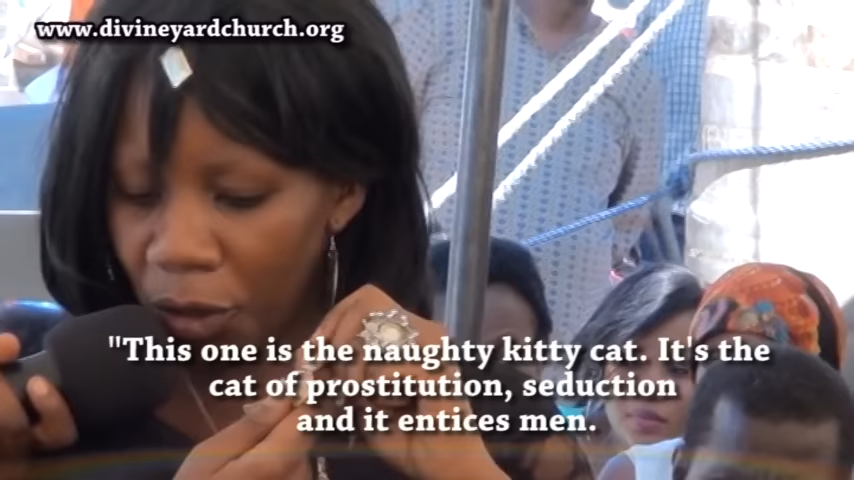 www.divineyardchurch.org
"This one is the naughty kitty cat. It's the
cat of prostitution, seduction
and it entices men.